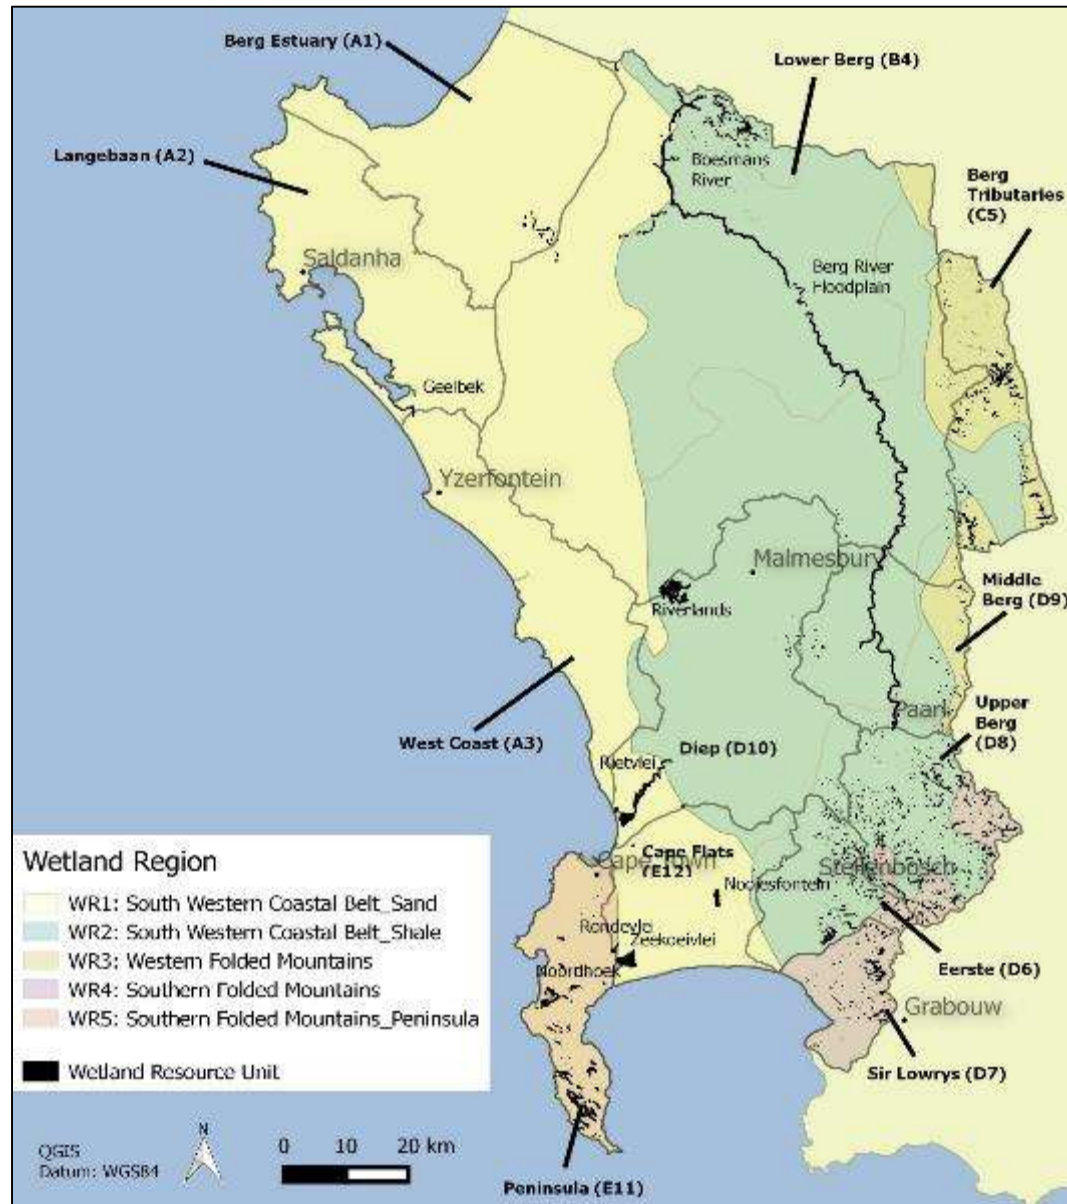 Berg Estuary (A1)
Lower Berg (B4)
Langebaan (A2)
Boesmans
River
Berg
Tributaries
(C5)
Saldanha
Berg River
Floodplain
Geelbek
Yzerfontein
Malmesbury
Riverlands
Middle
Berg (D9)
Paarl
Upper
Berg
(D8)
West Coast (A3)
Diep (D10)
Rietvlei
Cape Flats
(E12)
Cape Town
Stellenbosch
Nooiesfontein
Rondevlei
Zeekoeivlei
Noordhoek
Eerste (D6)
Grabouw
Sir Lowrys (D7)
Peninsula (E11)
Wetland Region
WR1: South Western Coastal Belt_Sand
WR2: South Western Coastal Belt_Shale
WR3: Western Folded Mountains
WR4: Southern Folded Mountains
WR5: Southern Folded Mountains_Peninsula
Wetland Resource Unit
QGIS
Datum: WGS84
N
0 10 20 km